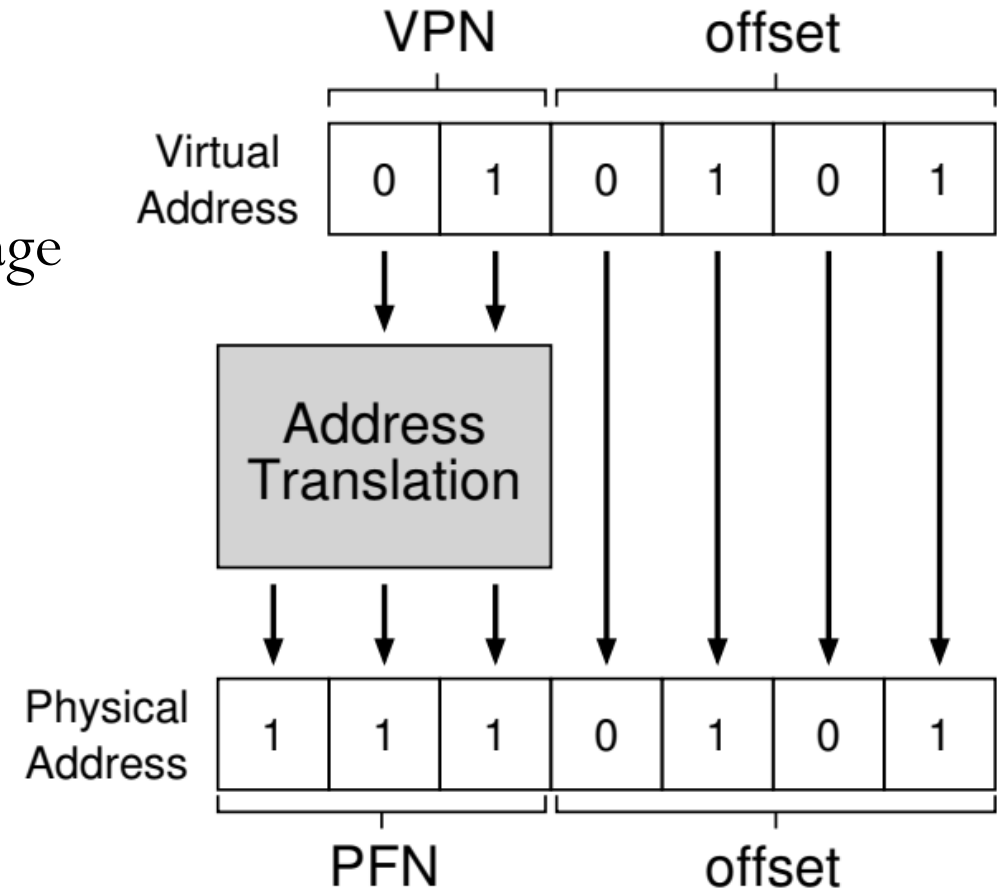 VPN offset
Virtual
Address
0 1 0 1 0 1
Address
Translation
Physical
Address
1 1 1 0 1 0 1
PFN offset